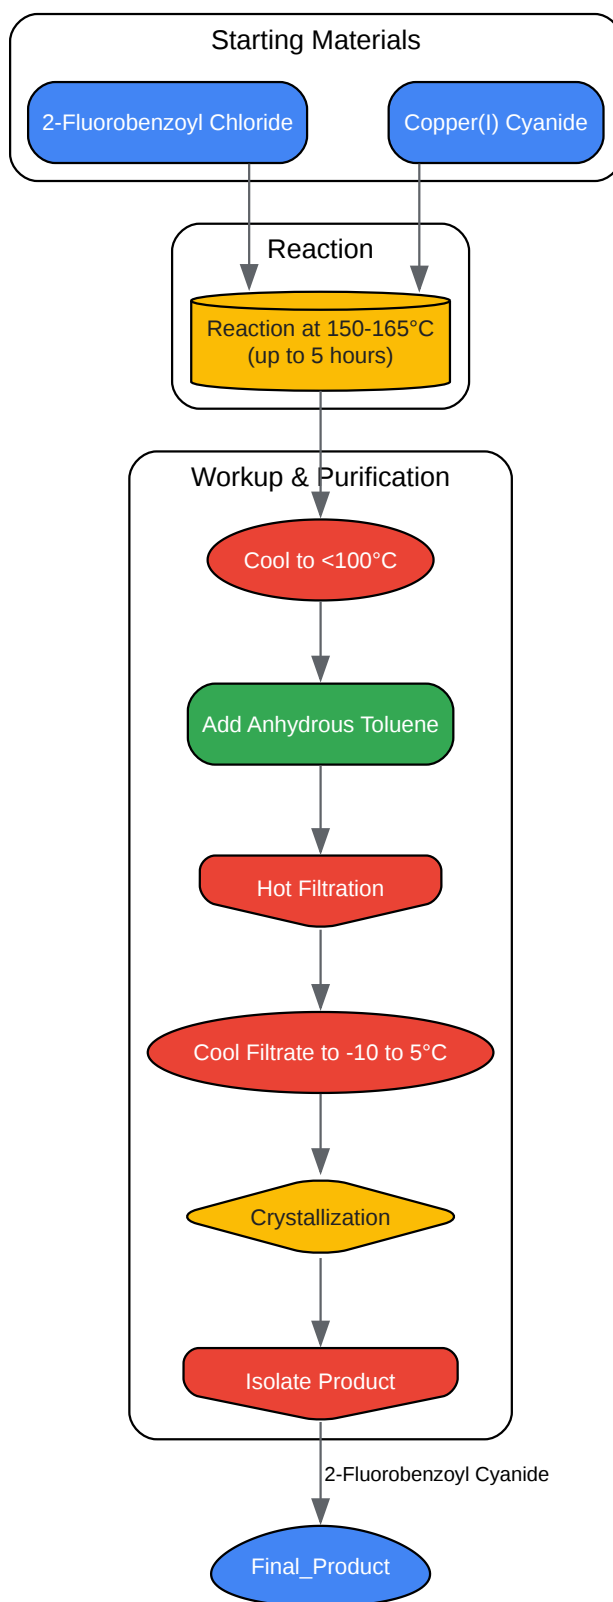 Starting Materials
2-Fluorobenzoyl Chloride
Copper(I) Cyanide
Reaction
Reaction at 150-165°C
(up to 5 hours)
Workup & Purification
Cool to <100°C
Add Anhydrous Toluene
Hot Filtration
Cool Filtrate to -10 to 5°C
Crystallization
Isolate Product
2-Fluorobenzoyl Cyanide
Final_Product